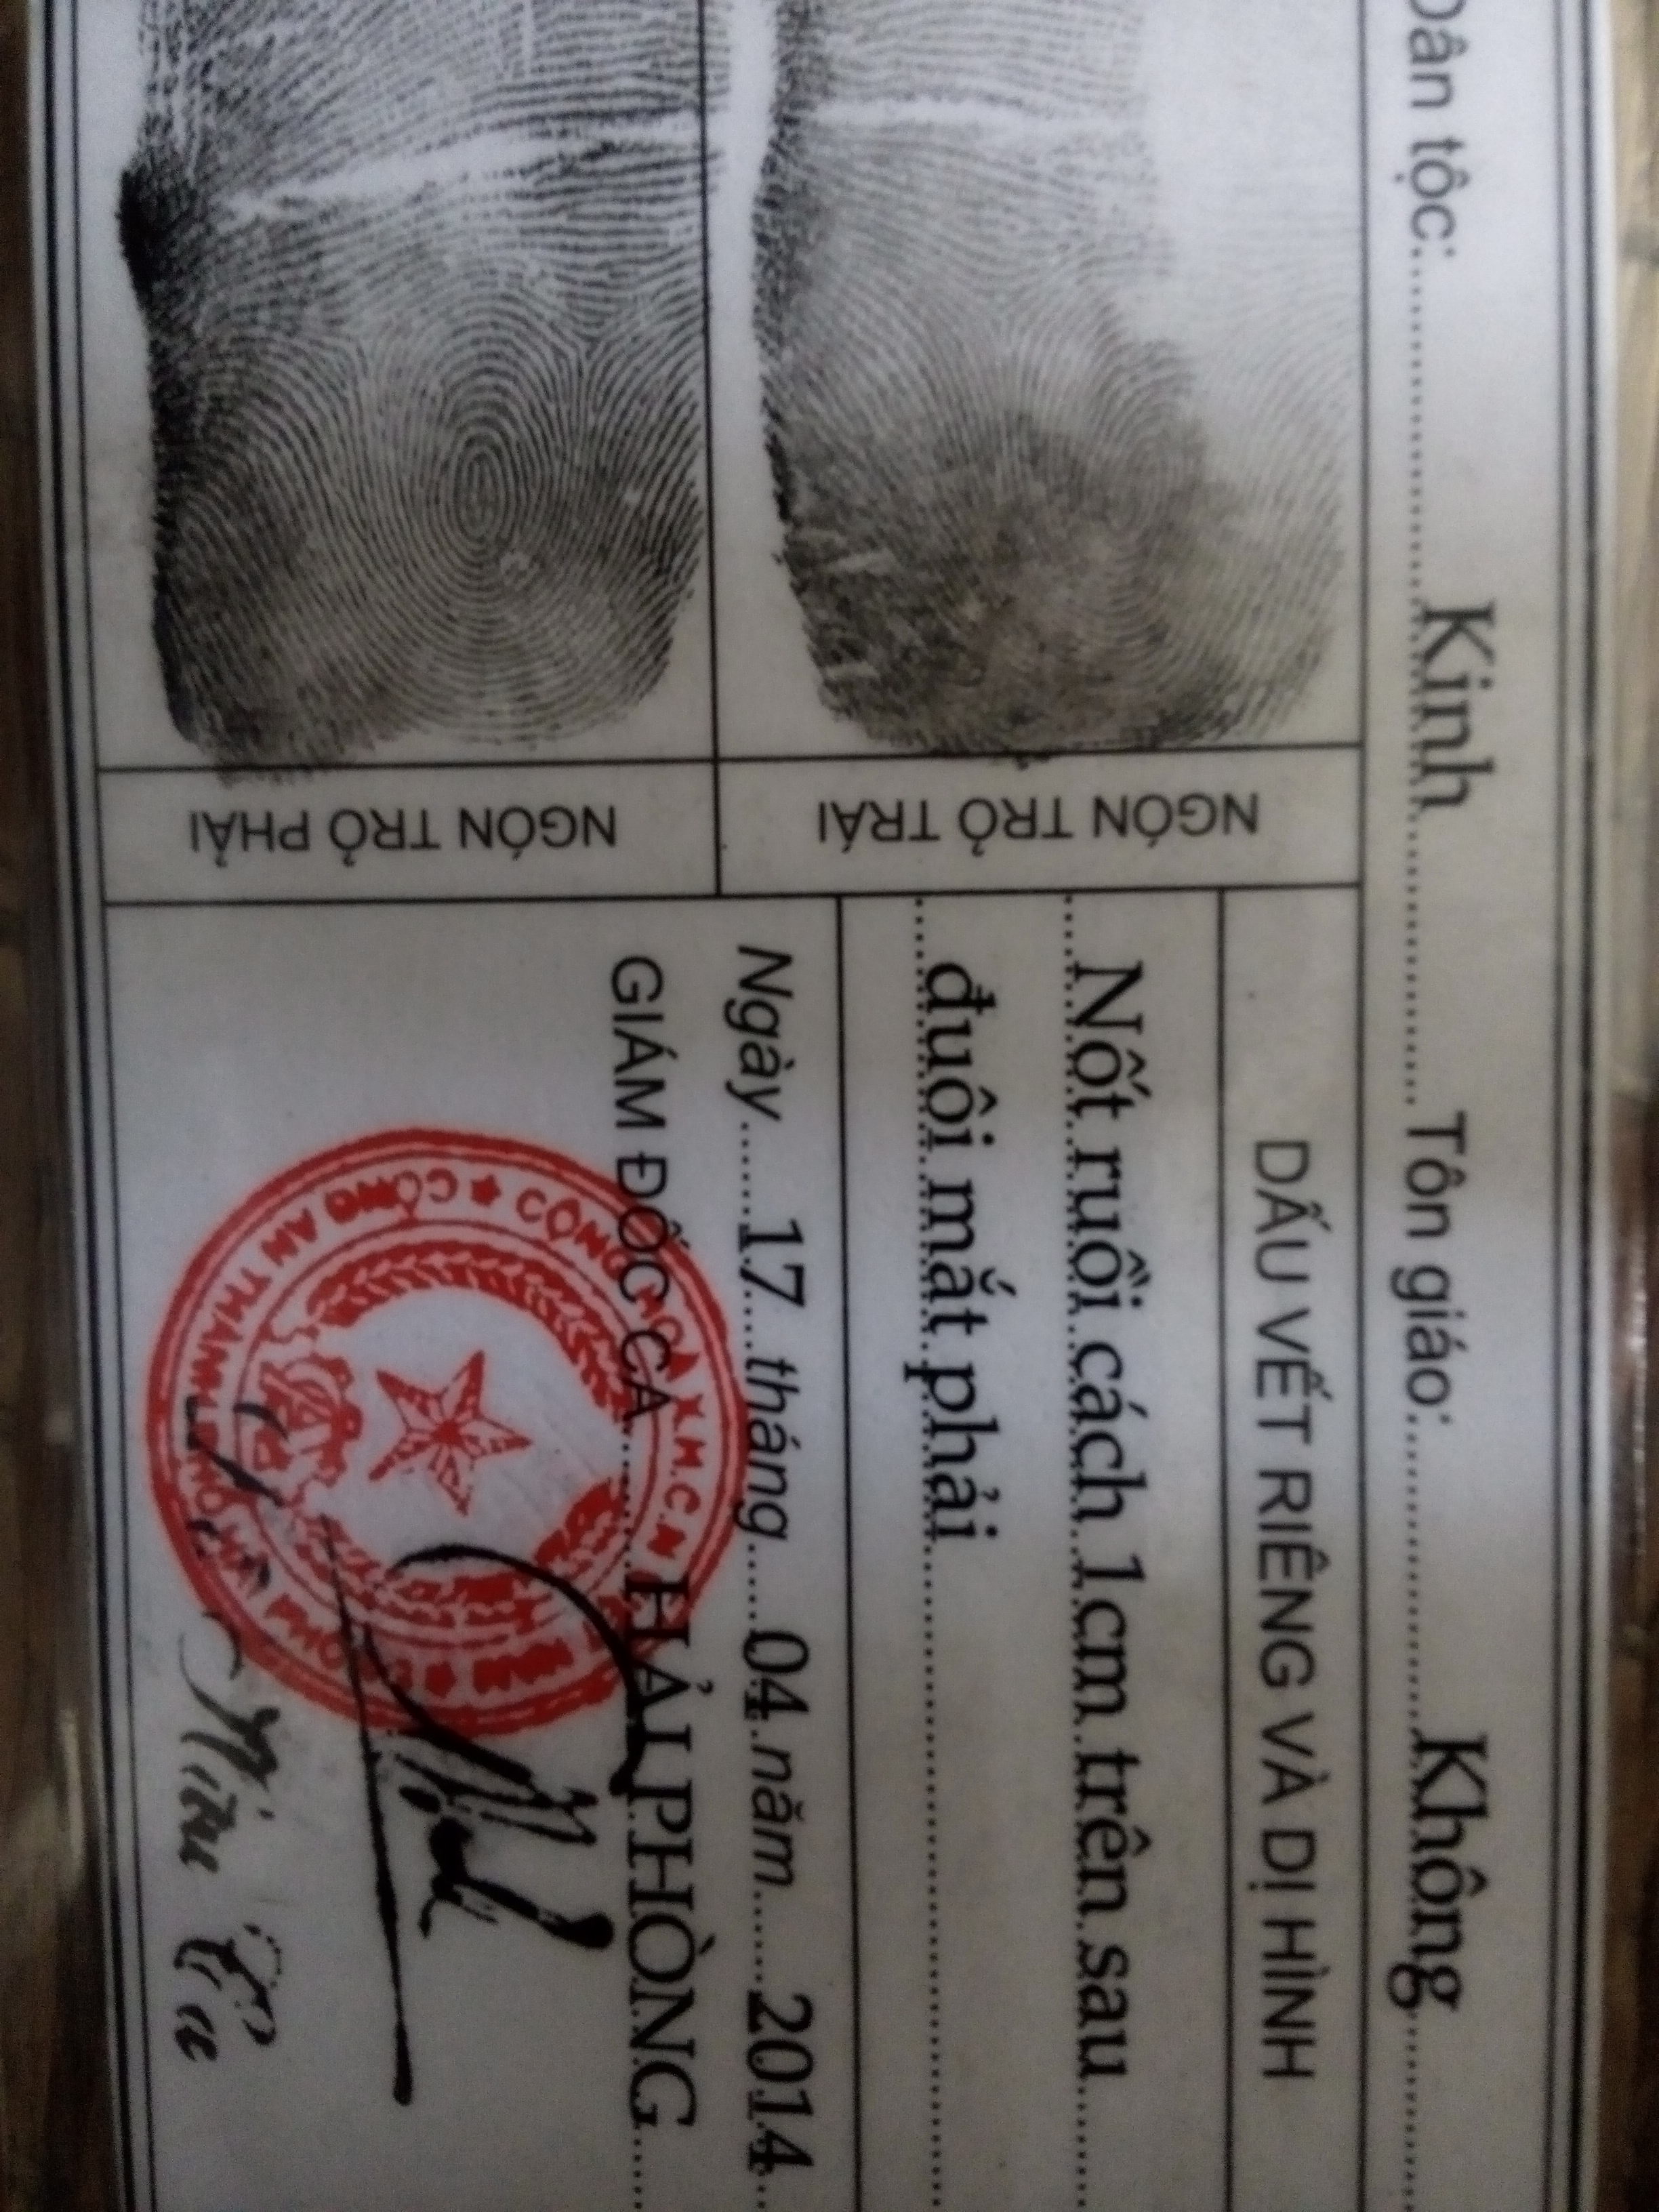 Dân tộc: Kinh Tôn giáo: Không
NGÓN TRỎ TRÁI
NGÓN TRỎ PHẢI
DẤU VẾT RIÊNG VÀ DỊ HÌNH
Nốt ruồi cách 1cm trên sau
đuôi mắt phải
Ngày 17 tháng 04 năm 2014
GIÁM ĐỐC CA HẢI PHÒNG
CỘNG HÒA X.H.C.N
CÔNG AN THÀNH PHỐ HẢI PHÒNG